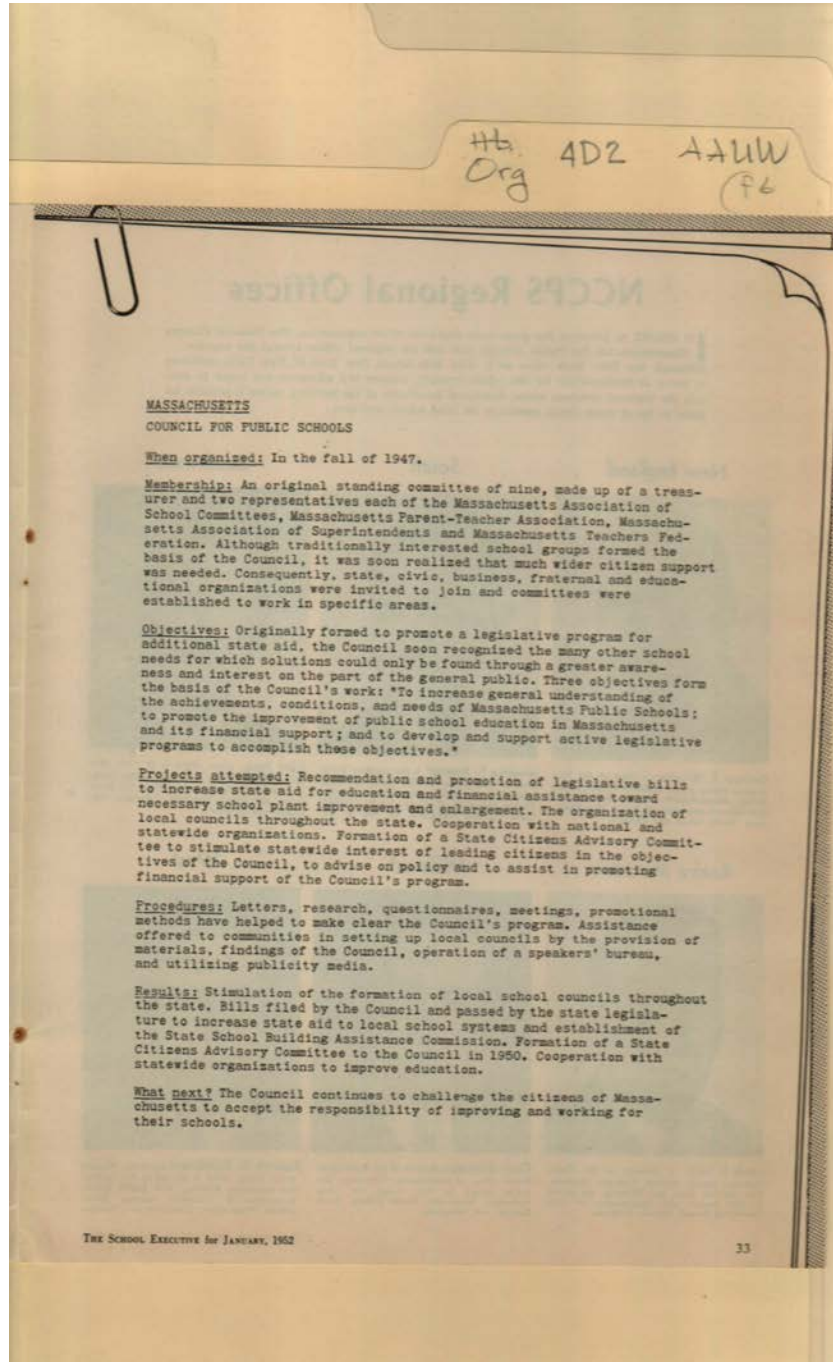 Hb. 4D2 AAUW
Org (F6
NCCPS Regional Offices
MASSACHUSETTS
COUNCIL FOR PUBLIC SCHOOLS
When organized: In the fall of 1947.
Membership: An original standing committee of nine, made up of a treas-
urer and two representatives each of the Massachusetts Association of
School Committees, Massachusetts Parent-Teacher Association, Massachu-
setts Association of Superintendents and Massachusetts Teachers Fed-
eration. Although traditionally interested school groups formed the
basis of the Council, it was soon realized that much wider citizen support
was needed. Consequently, state, civic, business, fraternal and educa-
tional organizations were invited to join and committees were
established to work in specific areas.
Objectives: Originally formed to promote a legislative program for
additional state aid, the Council soon recognized the many other school
needs for which solutions could only be found through a greater aware-
ness and interest on the part of the general public. Three objectives form
the basis of the Council's work: "To increase general understanding of
the achievements, conditions, and needs of Massachusetts Public Schools;
to promote the improvement of public school education in Massachusetts
and its financial support; and to develop and support active legislative
programs to accomplish these objectives."
Projects attempted: Recommendation and promotion of legislative bills
to increase state aid for education and financial assistance toward
necessary school plant improvement and enlargement. The organization of
local councils throughout the state. Cooperation with national and
statewide organizations. Formation of a State Citizens Advisory Commit-
tee to stimulate statewide interest of leading citizens in the objec-
tives of the Council, to advise on policy and to assist in promoting
financial support of the Council's program.
Procedures: Letters, research, questionnaires, meetings, promotional
methods have helped to make clear the Council's program. Assistance
offered to communities in setting up local councils by the provision of
materials, findings of the Council, operation of a speakers' bureau,
and utilizing publicity media.
Results: Stimulation of the formation of local school councils throughout
the state. Bills filed by the Council and passed by the state legisla-
ture to increase state aid to local school systems and establishment of
the State School Building Assistance Commission. Formation of a State
Citizens Advisory Committee to the Council in 1950. Cooperation with
statewide organizations to improve education.
What next? The Council continues to challenge the citizens of Massa-
chusetts to accept the responsibility of improving and working for
their schools.
THE SCHOOL EXECUTIVE for JANUARY, 1952
33